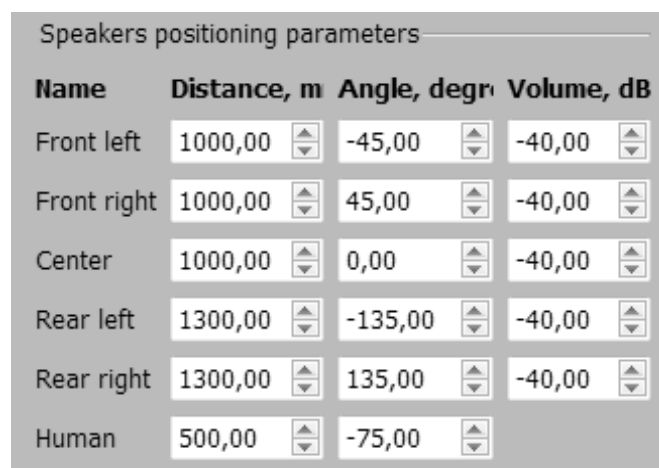 Speakers positioning parameters
Name Distance, m Angle, degr Volume, dB
Front left 1000,00 -45,00 -40,00
Front right 1000,00 45,00 -40,00
Center 1000,00 0,00 -40,00
Rear left 1300,00 -135,00 -40,00
Rear right 1300,00 135,00 -40,00
Human 500,00 -75,00